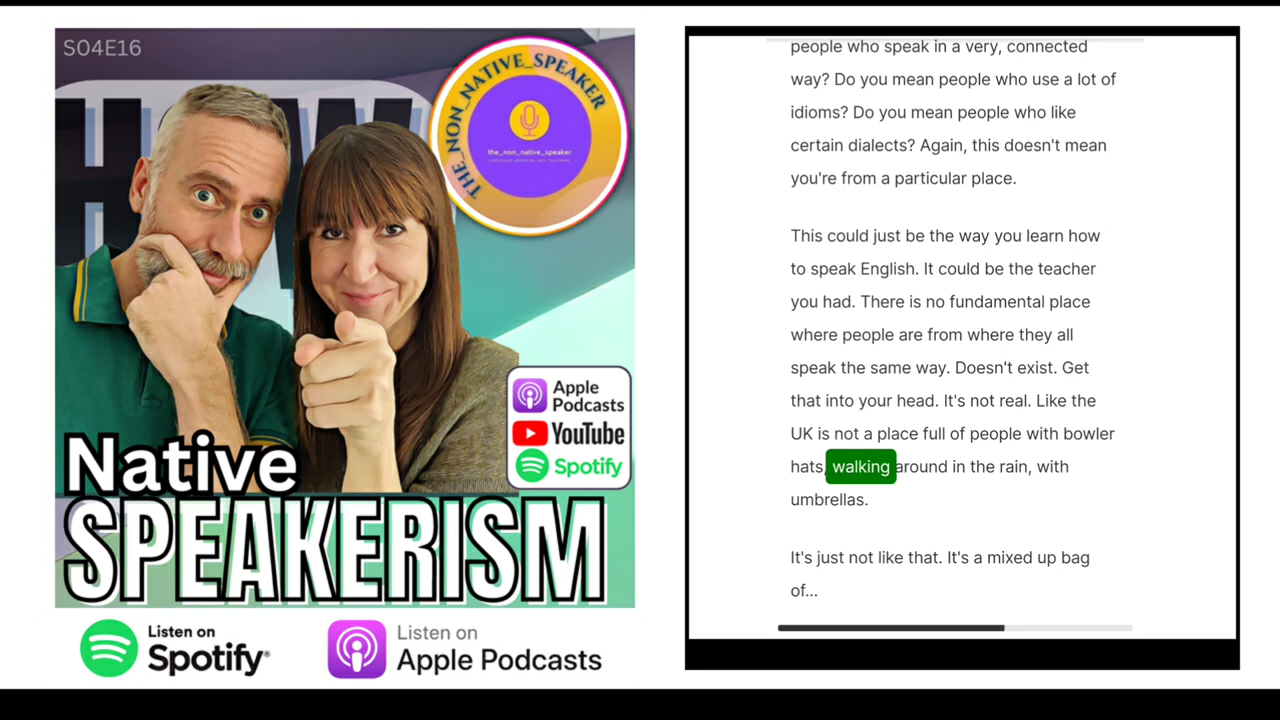 S04E16
HOW
THE_NON_NATIVE_SPEAKER
the_non_native_speaker
Apple
Podcasts
YouTube
Spotify
Native
SPEAKERISM
Listen on
Spotify®
Listen on
Apple Podcasts
people who speak in a very, connected
way? Do you mean people who use a lot of
idioms? Do you mean people who like
certain dialects? Again, this doesn't mean
you're from a particular place.
This could just be the way you learn how
to speak English. It could be the teacher
you had. There is no fundamental place
where people are from where they all
speak the same way. Doesn't exist. Get
that into your head. It's not real. Like the
UK is not a place full of people with bowler
hats, walking around in the rain, with
umbrellas.
It's just not like that. It's a mixed up bag
of...